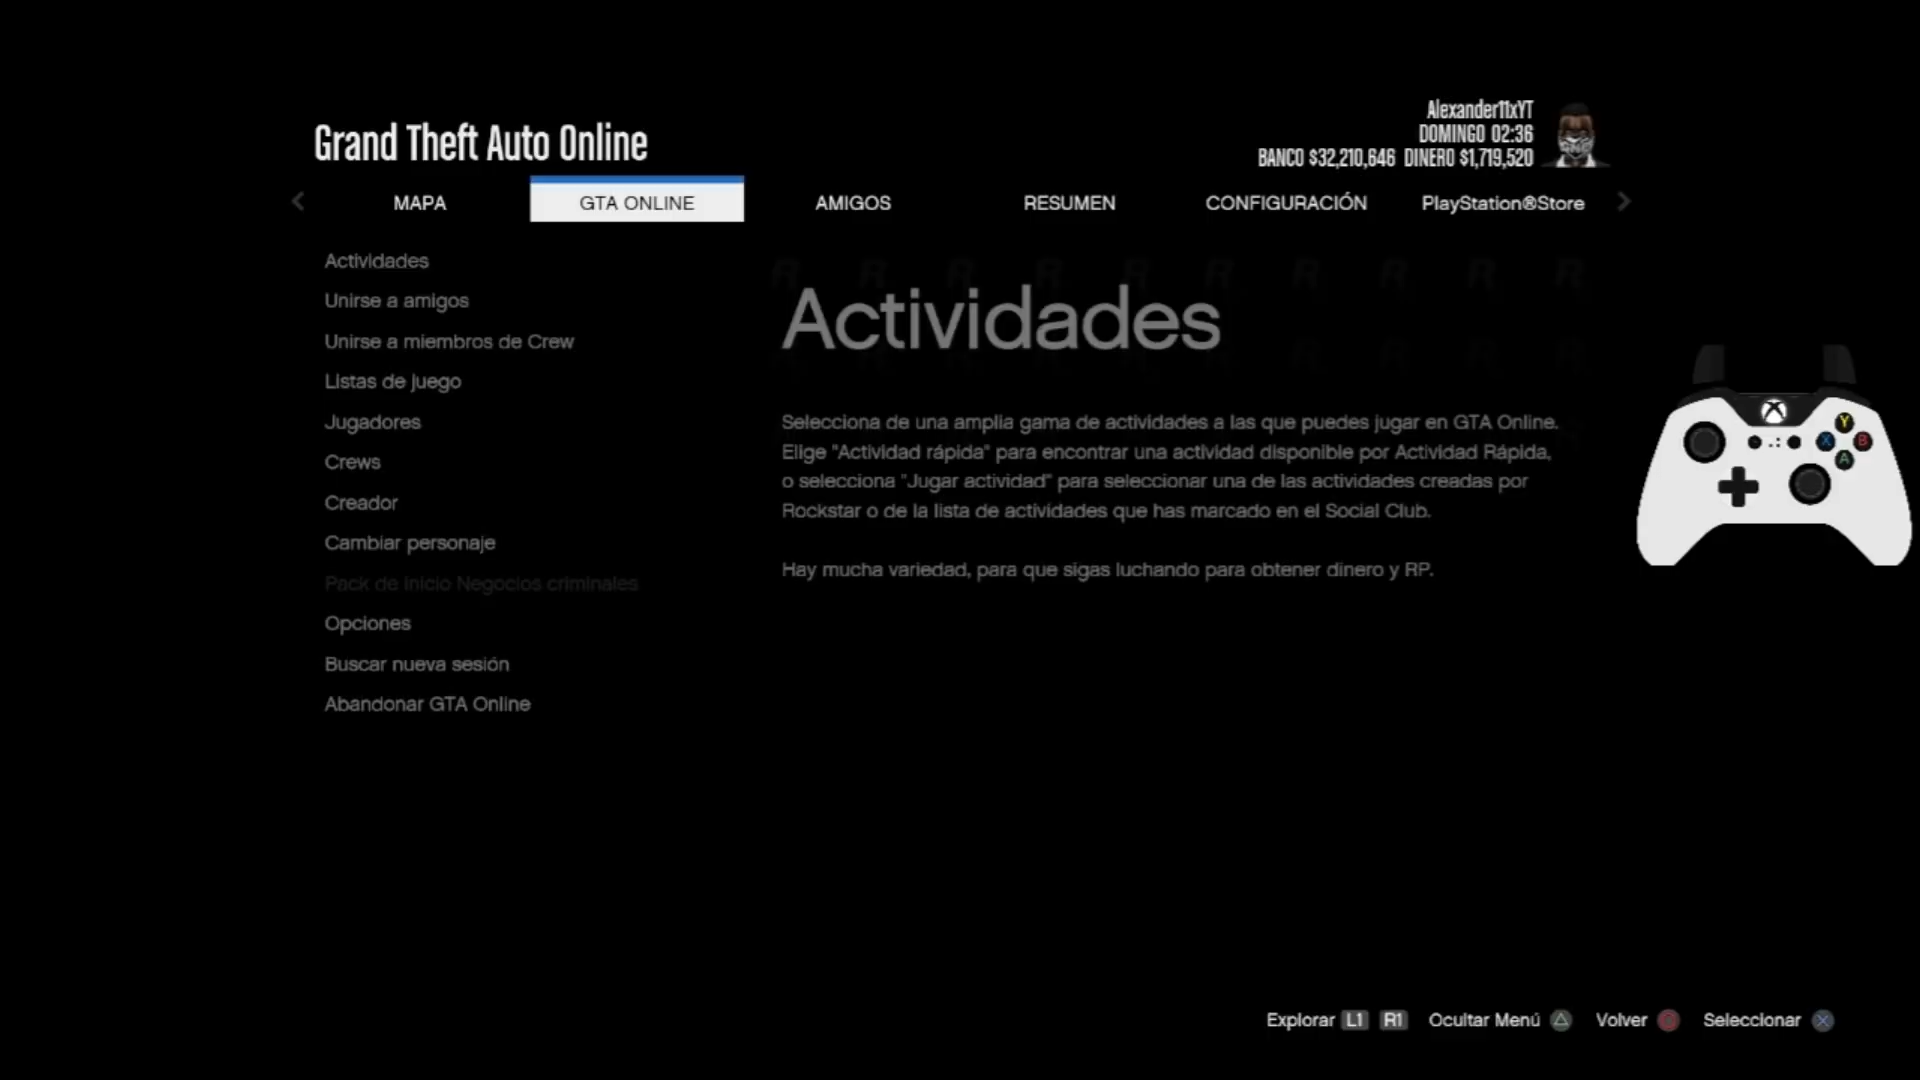 Alexander11xYT
Grand Theft Auto Online
DOMINGO 02:36
BANCO $32,210,646 DINERO $1,719,520
MAPA
GTA ONLINE
AMIGOS
RESUMEN
CONFIGURACIÓN
PlayStation®Store
Actividades
Unirse a amigos
Unirse a miembros de Crew
Listas de juego
Jugadores
Crews
Creador
Cambiar personaje
Pack de inicio Negocios criminales
Opciones
Buscar nueva sesión
Abandonar GTA Online
Actividades
Selecciona de una amplia gama de actividades a las que puedes jugar en GTA Online.
Elige "Actividad rápida" para encontrar una actividad disponible por Actividad Rápida,
o selecciona "Jugar actividad" para seleccionar una de las actividades creadas por
Rockstar o de la lista de actividades que has marcado en el Social Club.
Hay mucha variedad, para que sigas luchando para obtener dinero y RP.
Y
X
B
A
Explorar L1 R1 Ocultar Menú Volver Seleccionar